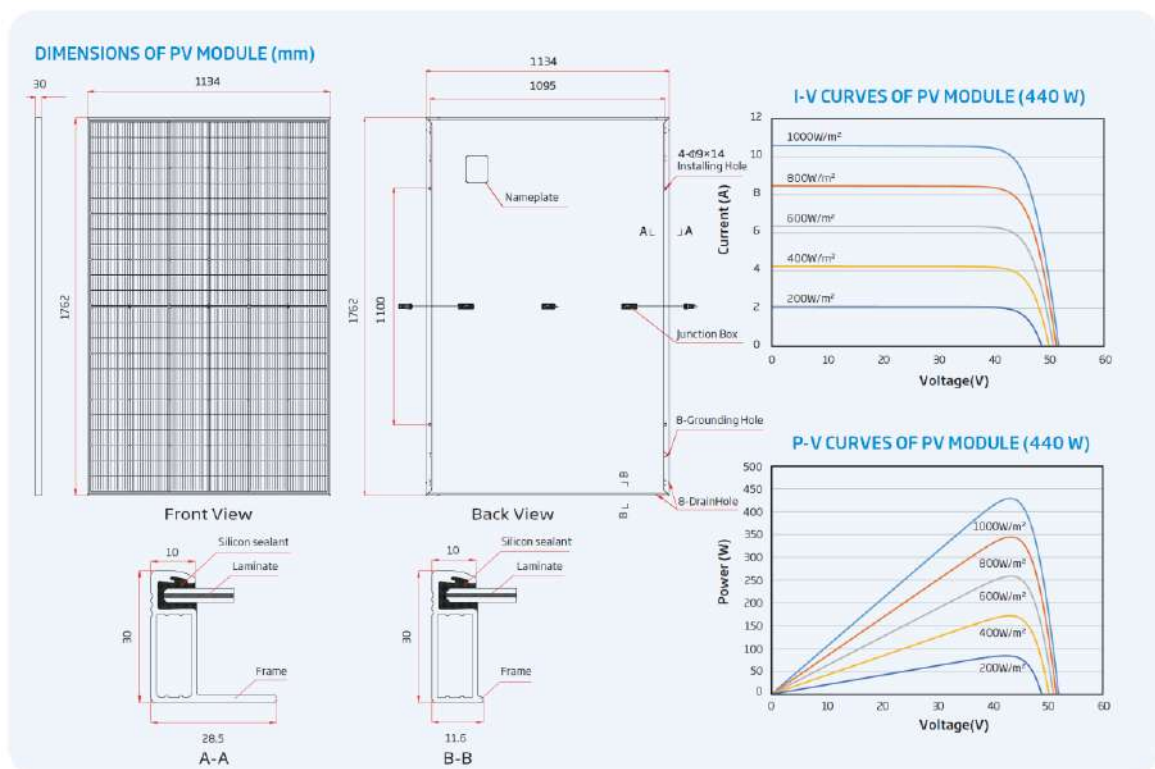 DIMENSIONS OF PV MODULE (mm)
30
1134
1762
Front View
1134
1095
1762
1100
Nameplate
4-Φ9×14
Installing Hole
A
A
Junction Box
8-Grounding Hole
B
B
8-DrainHole
Back View
10
Silicon sealant
Laminate
30
Frame
28.5
A-A
10
Silicon sealant
Laminate
30
Frame
11.6
B-B
I-V CURVES OF PV MODULE (440 W)
Current (A)
12
10
8
6
4
2
0
1000W/m²
800W/m²
600W/m²
400W/m²
200W/m²
0 10 20 30 40 50 60
Voltage(V)
P-V CURVES OF PV MODULE (440 W)
Power (W)
500
450
400
350
300
250
200
150
100
50
0
1000W/m²
800W/m²
600W/m²
400W/m²
200W/m²
0 10 20 30 40 50 60
Voltage(V)